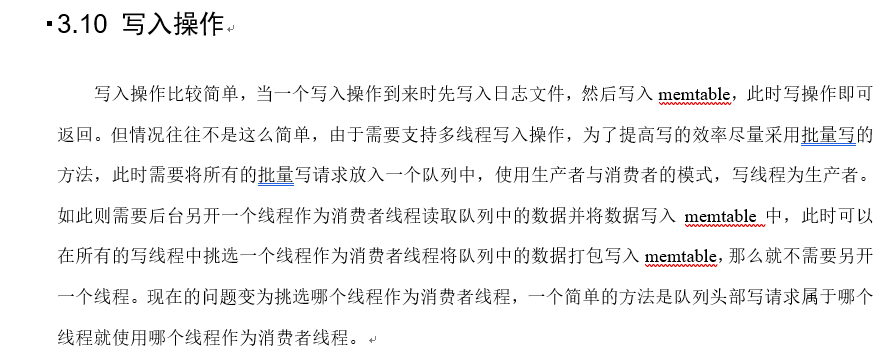 3.10 写入操作
写入操作比较简单，当一个写入操作到来时先写入日志文件，然后写入 memtable，此时写操作即可
返回。但情况往往不是这么简单，由于需要支持多线程写入操作，为了提高写的效率尽量采用批量写的
方法，此时需要将所有的批量写请求放入一个队列中，使用生产者与消费者的模式，写线程为生产者。
如此则需要后台另开一个线程作为消费者线程读取队列中的数据并将数据写入 memtable 中，此时可以
在所有的写线程中挑选一个线程作为消费者线程将队列中的数据打包写入 memtable，那么就不需要另开
一个线程。现在的问题变为挑选哪个线程作为消费者线程，一个简单的方法是队列头部写请求属于哪个
线程就使用哪个线程作为消费者线程。